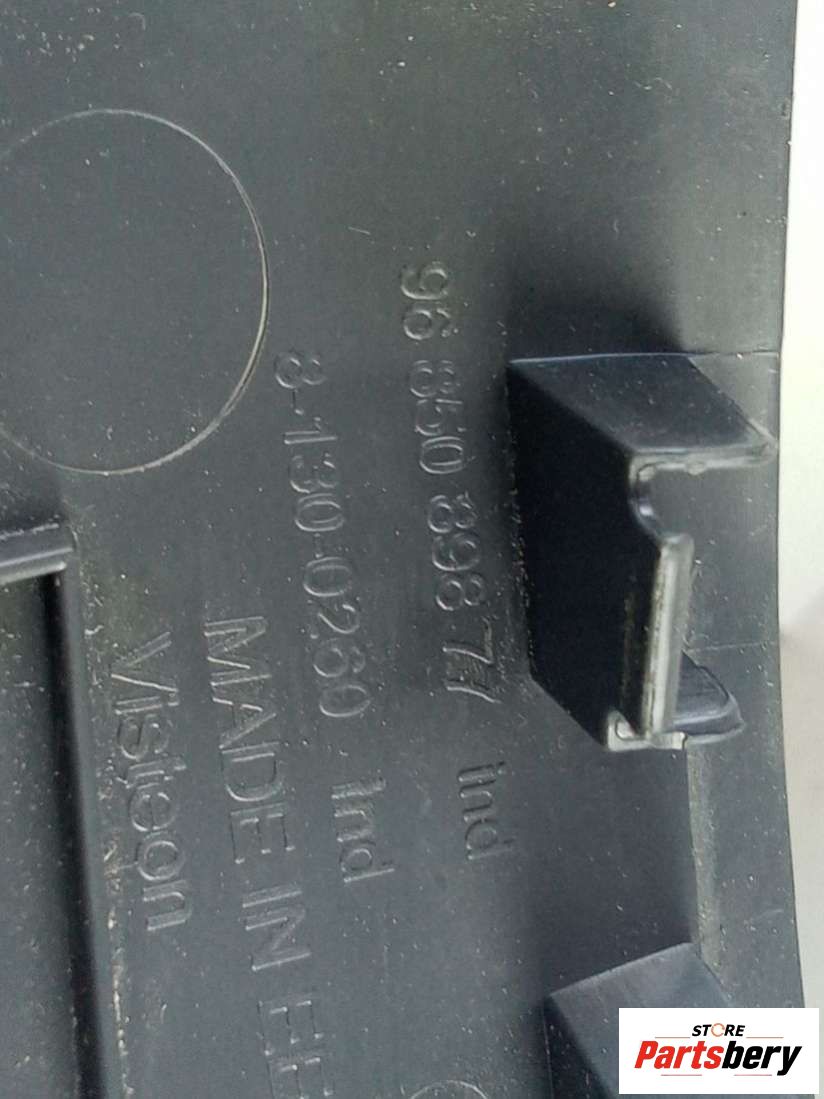 96 850 898 77 ind
8-130-0260 Ind
MADE IN
Visteon
STORE
Partsbery